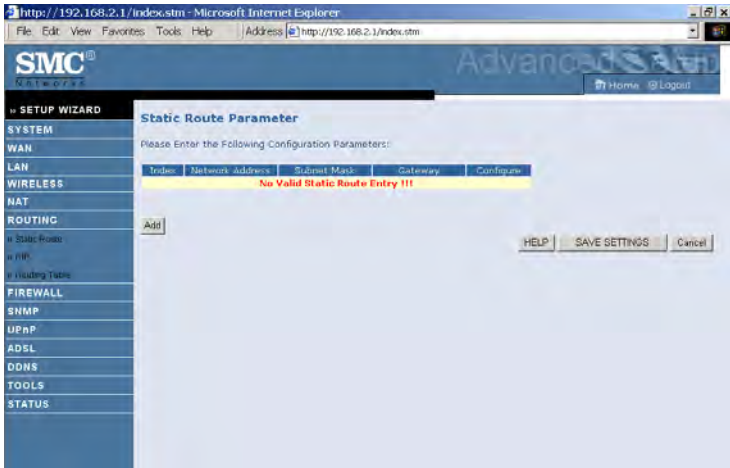 http://192.168.2.1/index.stm - Microsoft Internet Explorer
File Edit View Favorites Tools Help Address http://192.168.2.1/index.stm
SMC®
Networks
Advanced Setup
Home Logout
» SETUP WIZARD
SYSTEM
WAN
LAN
WIRELESS
NAT
ROUTING
» Static Route
» RIP
» Routing Table
FIREWALL
SNMP
UPnP
ADSL
DDNS
TOOLS
STATUS
Static Route Parameter
Please Enter the Following Configuration Parameters:
Index Network Address Subnet Mask Gateway Configure
No Valid Static Route Entry !!!
Add
HELP SAVE SETTINGS Cancel